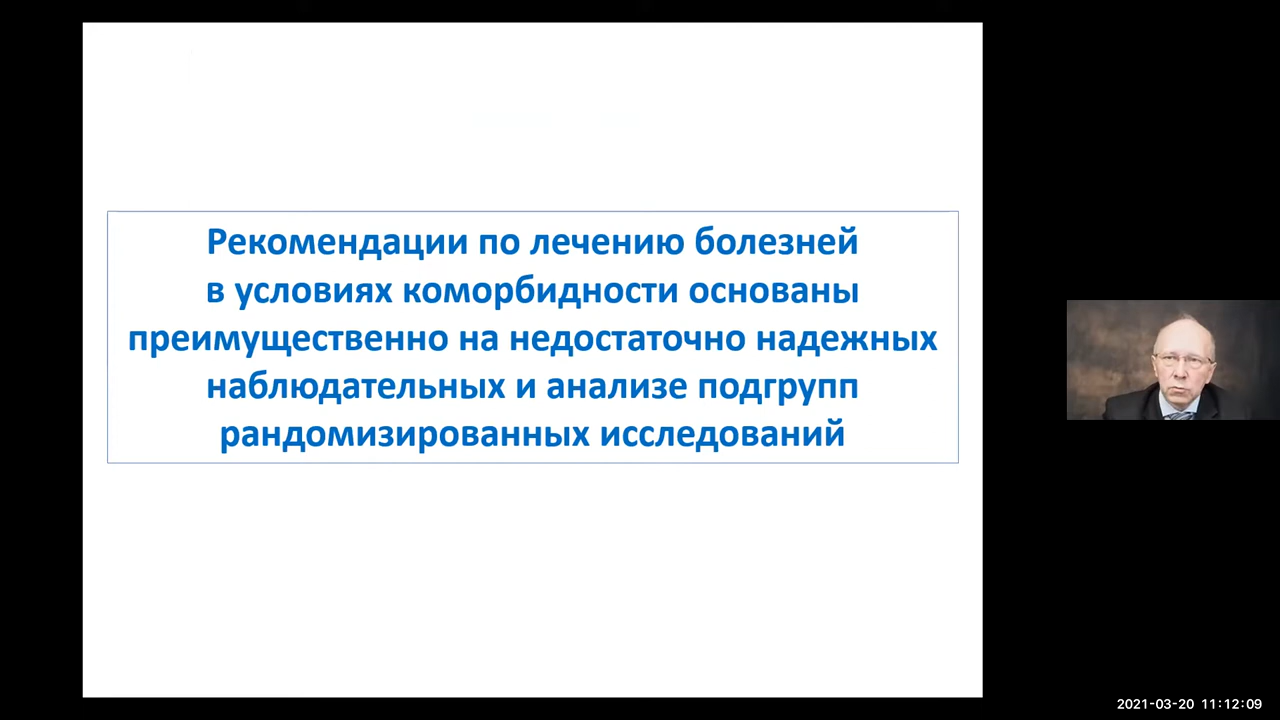 Рекомендации по лечению болезней
в условиях коморбидности основаны
преимущественно на недостаточно надежных
наблюдательных и анализе подгрупп
рандомизированных исследований
2021-03-20 11:12:09